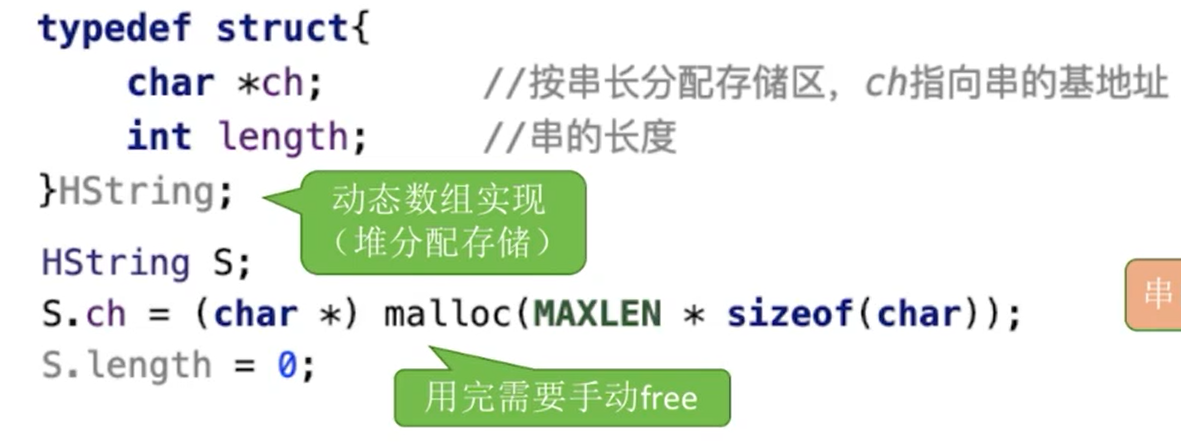 typedef struct{
char *ch; //按串长分配存储区，ch指向串的基地址
int length; //串的长度
}HString;
动态数组实现
（堆分配存储）
HString S;
S.ch = (char *) malloc(MAXLEN * sizeof(char));
串
S.length = 0;
用完需要手动free